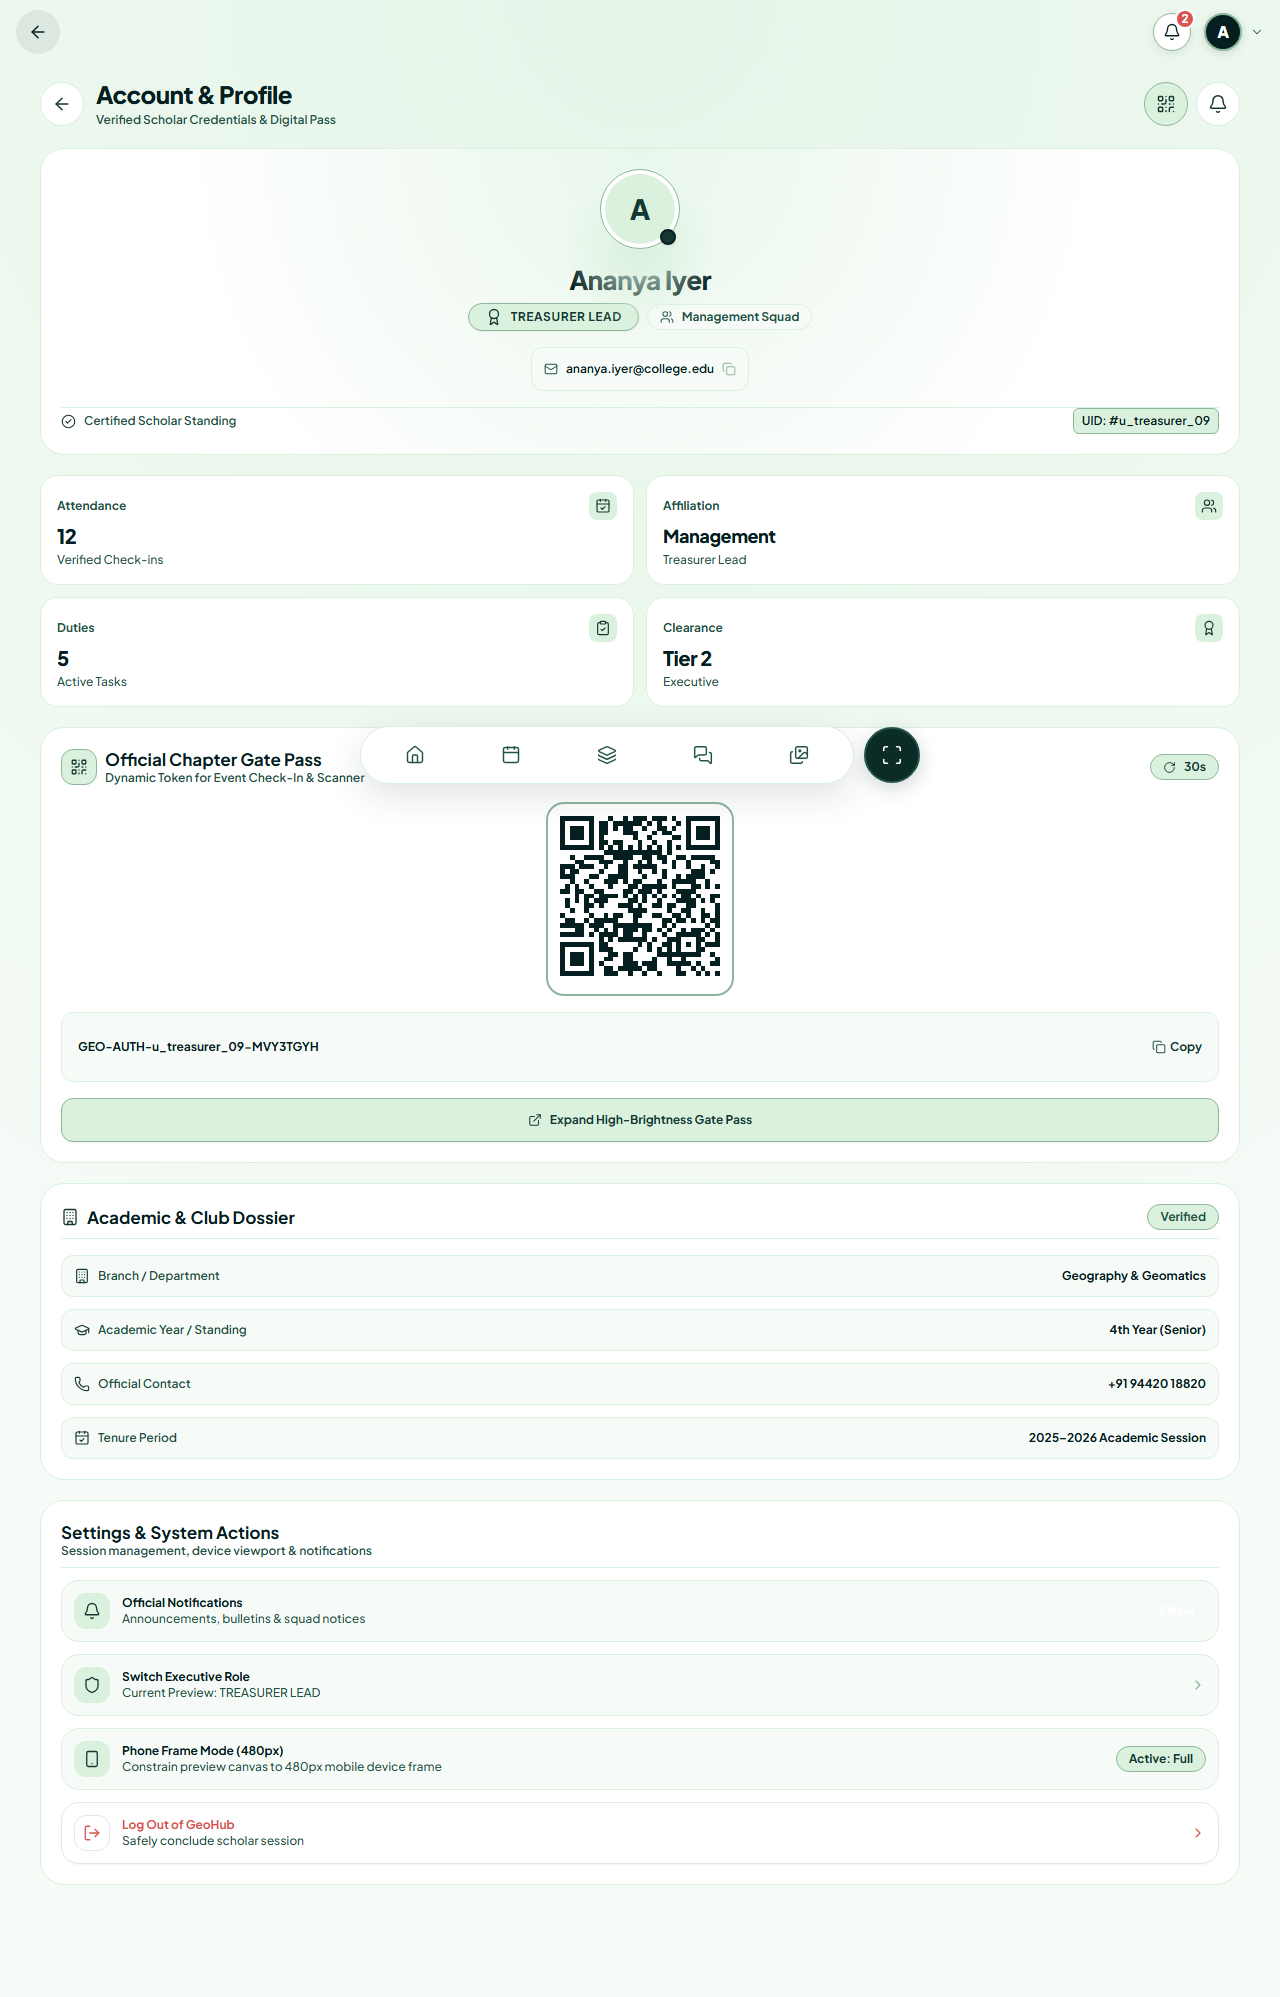 2
A
Account & Profile
Verified Scholar Credentials & Digital Pass
A
Ananya Iyer
TREASURER LEAD
Management Squad
ananya.iyer@college.edu
Certified Scholar Standing
UID: #u_treasurer_09
Attendance
12
Verified Check-ins
Affiliation
Management
Treasurer Lead
Duties
5
Active Tasks
Clearance
Tier 2
Executive
Official Chapter Gate Pass
Dynamic Token for Event Check-In & Scanner
30s
GEO-AUTH-u_treasurer_09-MVY3TGYH
Copy
Expand High-Brightness Gate Pass
Academic & Club Dossier
Verified
Branch / Department
Geography & Geomatics
Academic Year / Standing
4th Year (Senior)
Official Contact
+91 94420 18820
Tenure Period
2025-2026 Academic Session
Settings & System Actions
Session management, device viewport & notifications
Official Notifications
Announcements, bulletins & squad notices
2 New
Switch Executive Role
Current Preview: TREASURER LEAD
Phone Frame Mode (480px)
Constrain preview canvas to 480px mobile device frame
Active: Full
Log Out of GeoHub
Safely conclude scholar session